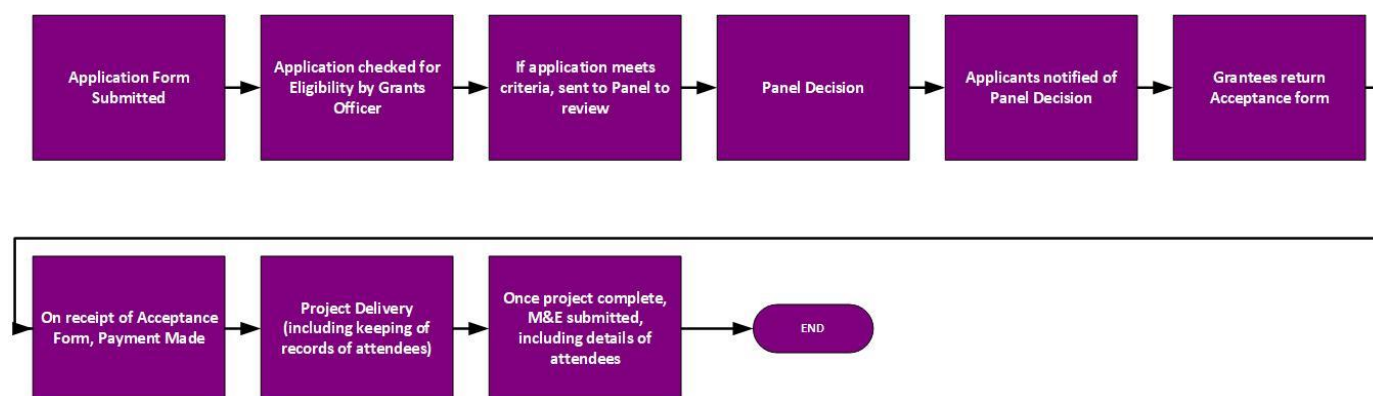 Application Form
Submitted
Application checked for
Eligibility by Grants
Officer
If application meets
criteria, sent to Panel to
review
Panel Decision
Applicants notified of
Panel Decision
Grantees return
Acceptance form
On receipt of Acceptance
Form, Payment Made
Project Delivery
(including keeping of
records of attendees)
Once project complete,
M&E submitted,
including details of
attendees
END